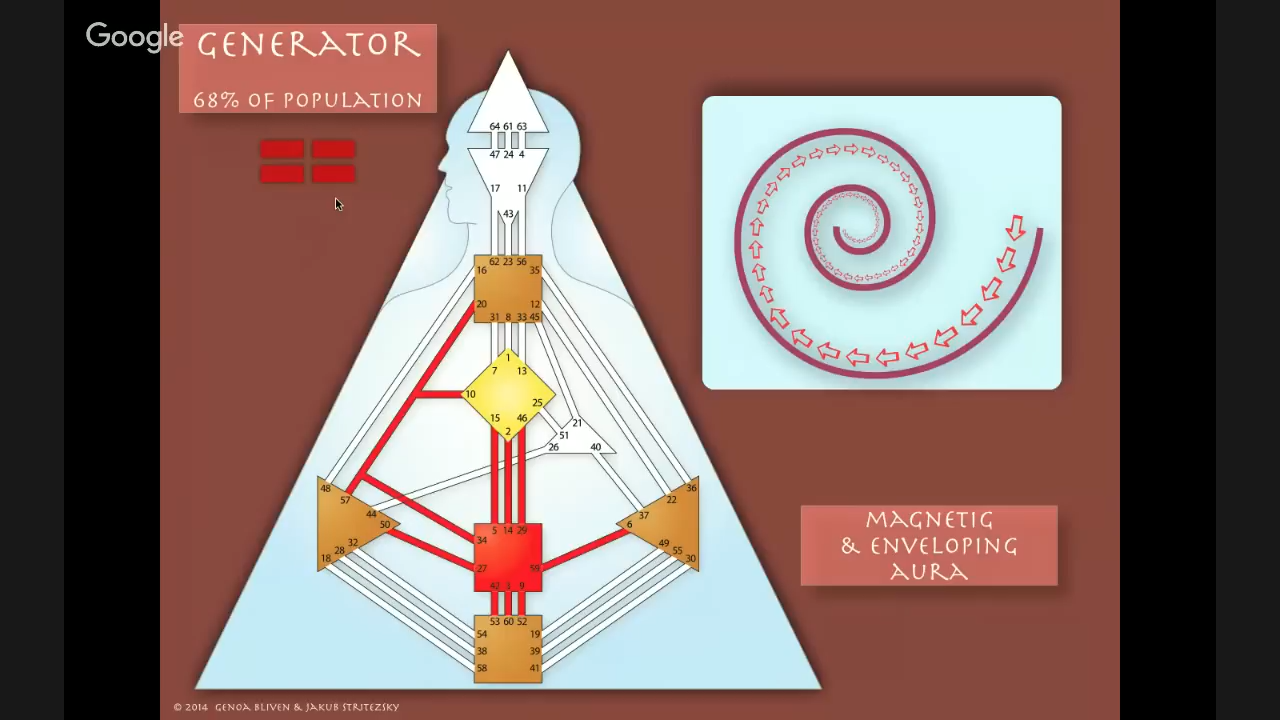 Google
GENERATOR
68% OF POPULATION
64 61 63
47 24 4
17 11
43
62 23 56
16 35
20 12
31 8 33 45
1
7 13
10 25
15 46
2
21
51
26 40
48 36
57 22
44 37
50 6
5 14 29
34
32 49
28 55
18 30
27 59
42 3 9
53 60 52
54 19
38 39
58 41
MAGNETIG
& ENVELOPING
AURA
© 2014 GENOA BLIVEN & JAKUB STRITEZSKY